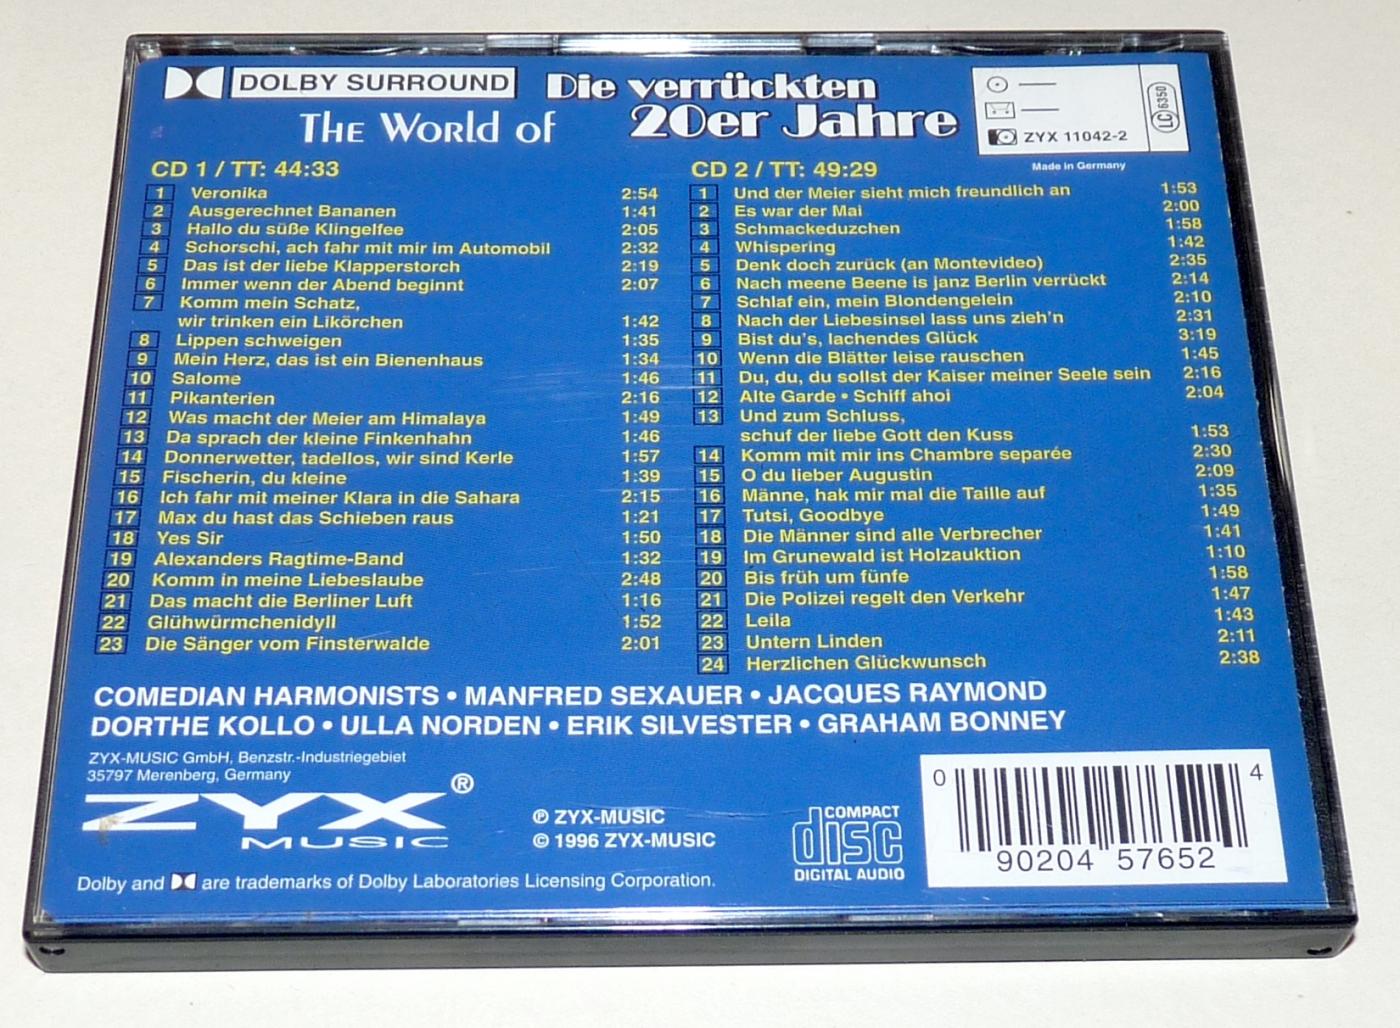 DOLBY SURROUND
The World of
Die verrückten
20er Jahre
ZYX 11042-2
LC 6350
Made in Germany
CD 1 / TT: 44:33
1 Veronika 2:54
2 Ausgerechnet Bananen 1:41
3 Hallo du süße Klingelfee 2:05
4 Schorschi, ach fahr mit mir im Automobil 2:32
5 Das ist der liebe Klapperstorch 2:19
6 Immer wenn der Abend beginnt 2:07
7 Komm mein Schatz,
wir trinken ein Likörchen 1:42
8 Lippen schweigen 1:35
9 Mein Herz, das ist ein Bienenhaus 1:34
10 Salome 1:46
11 Pikanterien 2:16
12 Was macht der Meier am Himalaya 1:49
13 Da sprach der kleine Finkenhahn 1:46
14 Donnerwetter, tadellos, wir sind Kerle 1:57
15 Fischerin, du kleine 1:39
16 Ich fahr mit meiner Klara in die Sahara 2:15
17 Max du hast das Schieben raus 1:21
18 Yes Sir 1:50
19 Alexanders Ragtime-Band 1:32
20 Komm in meine Liebeslaube 2:48
21 Das macht die Berliner Luft 1:16
22 Glühwürmchenidyll 1:52
23 Die Sänger vom Finsterwalde 2:01
CD 2 / TT: 49:29
1 Und der Meier sieht mich freundlich an 1:53
2 Es war der Mai 2:00
3 Schmackeduzchen 1:58
4 Whispering 1:42
5 Denk doch zurück (an Montevideo) 2:35
6 Nach meene Beene is janz Berlin verrückt 2:14
7 Schlaf ein, mein Blondengelein 2:10
8 Nach der Liebesinsel lass uns zieh'n 2:31
9 Bist du's, lachendes Glück 3:19
10 Wenn die Blätter leise rauschen 1:45
11 Du, du, du sollst der Kaiser meiner Seele sein 2:16
12 Alte Garde • Schiff ahoi 2:04
13 Und zum Schluss,
schuf der liebe Gott den Kuss 1:53
14 Komm mit mir ins Chambre separée 2:30
15 O du lieber Augustin 2:09
16 Männe, hak mir mal die Taille auf 1:35
17 Tutsi, Goodbye 1:49
18 Die Männer sind alle Verbrecher 1:41
19 Im Grunewald ist Holzauktion 1:10
20 Bis früh um fünfe 1:58
21 Die Polizei regelt den Verkehr 1:47
22 Leila 1:43
23 Untern Linden 2:11
24 Herzlichen Glückwunsch 2:38
COMEDIAN HARMONISTS • MANFRED SEXAUER • JACQUES RAYMOND
DORTHE KOLLO • ULLA NORDEN • ERIK SILVESTER • GRAHAM BONNEY
ZYX-MUSIC GmbH, Benzstr.-Industriegebiet
35797 Merenberg, Germany
ZYX ®
MUSIC
℗ ZYX-MUSIC
© 1996 ZYX-MUSIC
COMPACT
disc
DIGITAL AUDIO
0 90204 57652 4
Dolby and are trademarks of Dolby Laboratories Licensing Corporation.